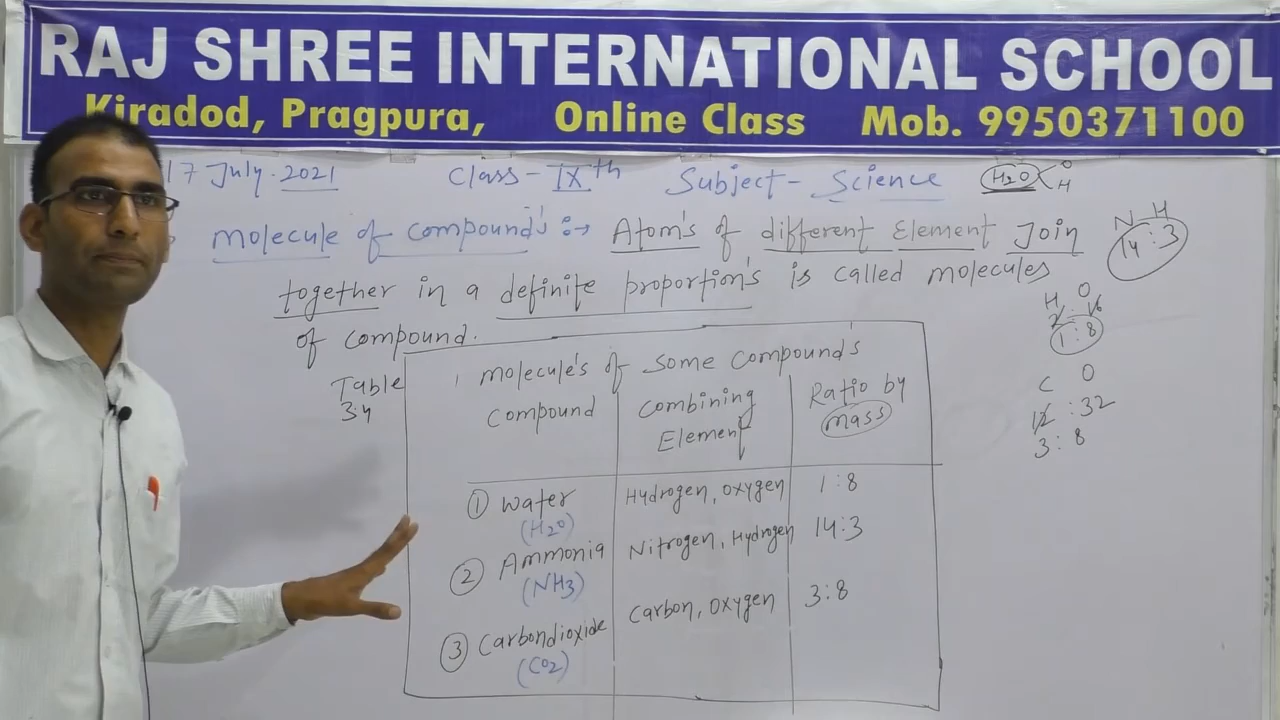 RAJ SHREE INTERNATIONAL SCHOOL
Kiradod, Pragpura, Online Class Mob. 9950371100
17 July. 2021 Class - IXth Subject - Science H2O O
H
molecule of compound's :→ Atom's of different Element Join
together in a definite proportion's is called molecules
of compound.
N H
14 : 3
H O
2 : 16
1 : 8
C O
12 : 32
3 : 8
Table
3.4
molecule's of some compound's
compound Combining Element Ratio by mass
① Water (H2O) Hydrogen, Oxygen 1:8
② Ammonia (NH3) Nitrogen, Hydrogen 14:3
③ Carbondioxide (CO2) Carbon, Oxygen 3:8